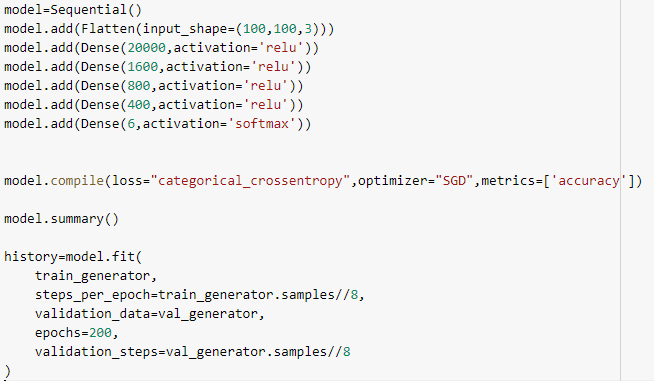 model=Sequential()
model.add(Flatten(input_shape=(100,100,3)))
model.add(Dense(20000,activation='relu'))
model.add(Dense(1600,activation='relu'))
model.add(Dense(800,activation='relu'))
model.add(Dense(400,activation='relu'))
model.add(Dense(6,activation='softmax'))
model.compile(loss="categorical_crossentropy",optimizer="SGD",metrics=['accuracy'])
model.summary()
history=model.fit(
    train_generator,
    steps_per_epoch=train_generator.samples//8,
    validation_data=val_generator,
    epochs=200,
    validation_steps=val_generator.samples//8
)